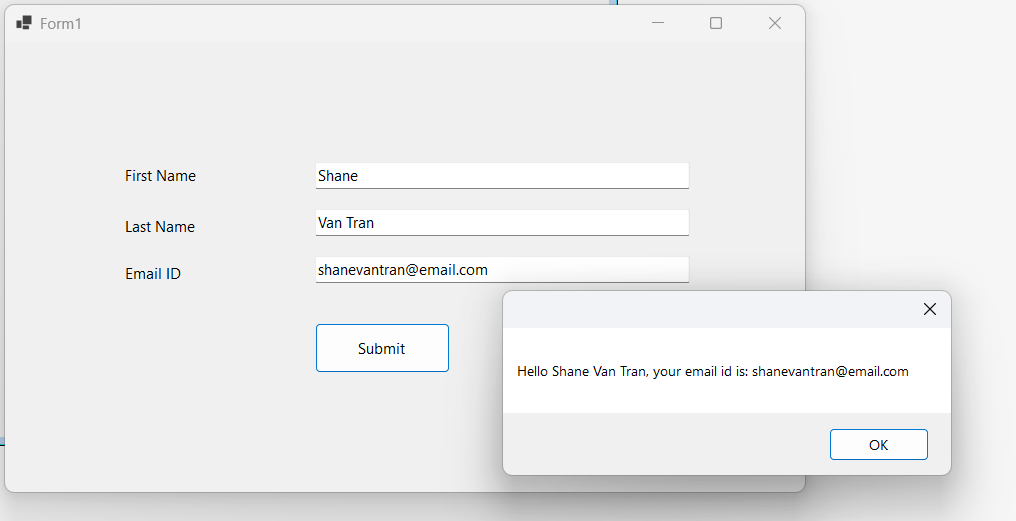 Form1
First Name
Shane
Last Name
Van Tran
Email ID
shanevantran@email.com
Submit
Hello Shane Van Tran, your email id is: shanevantran@email.com
OK